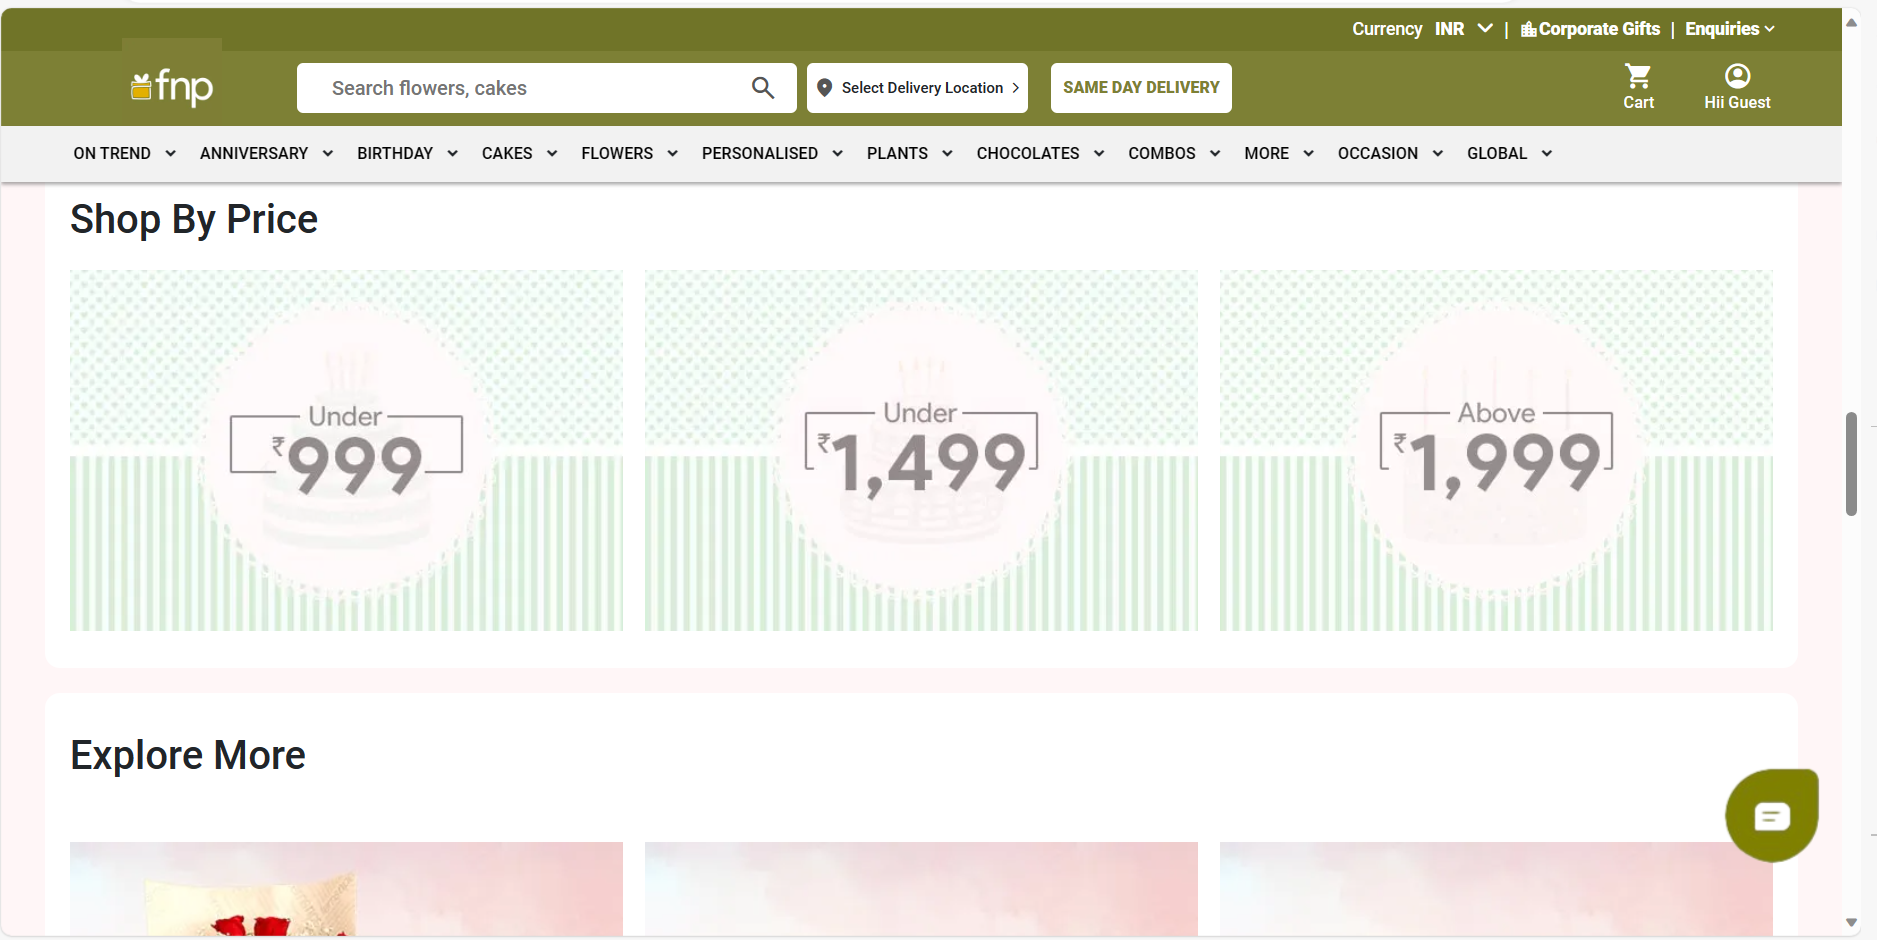 Currency INR | Corporate Gifts | Enquiries
fnp
Search flowers, cakes
Select Delivery Location
SAME DAY DELIVERY
Cart
Hii Guest
ON TREND ANNIVERSARY BIRTHDAY CAKES FLOWERS PERSONALISED PLANTS CHOCOLATES COMBOS MORE OCCASION GLOBAL
Shop By Price
Under
₹999
Under
₹1,499
Above
₹1,999
Explore More